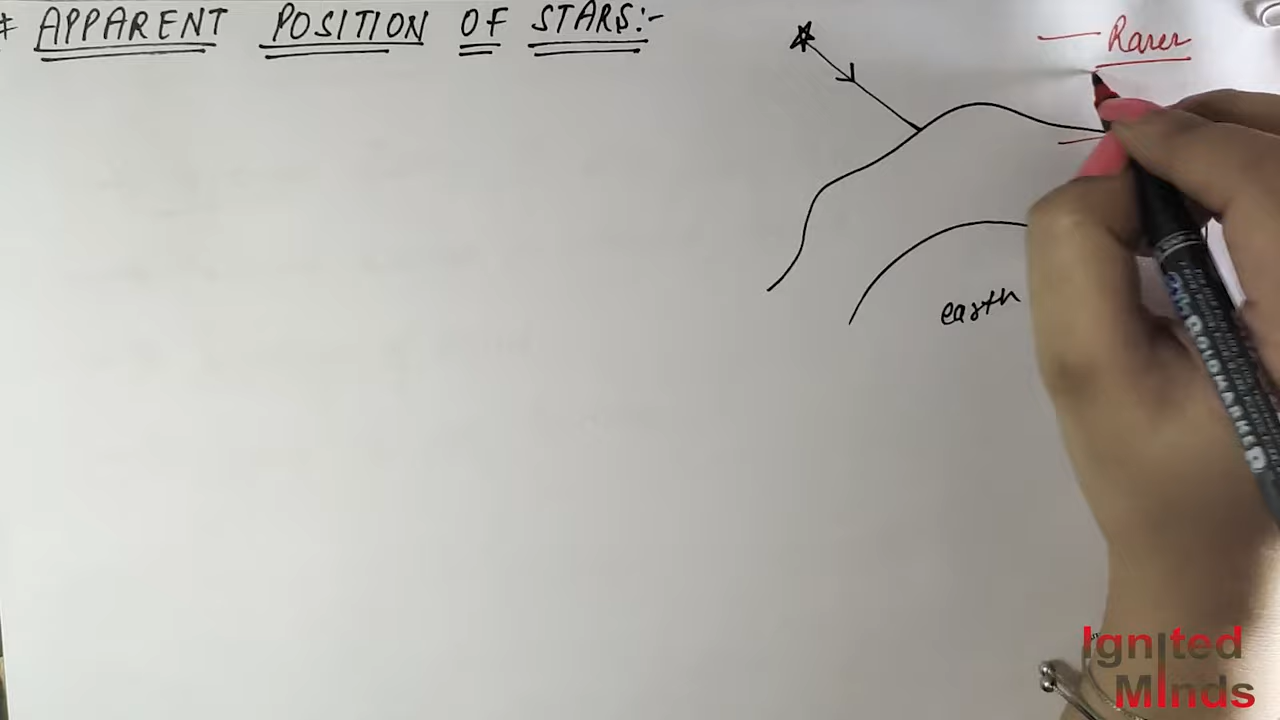 # APPARENT POSITION OF STARS:-
Rarer
earth
Ignited
Minds